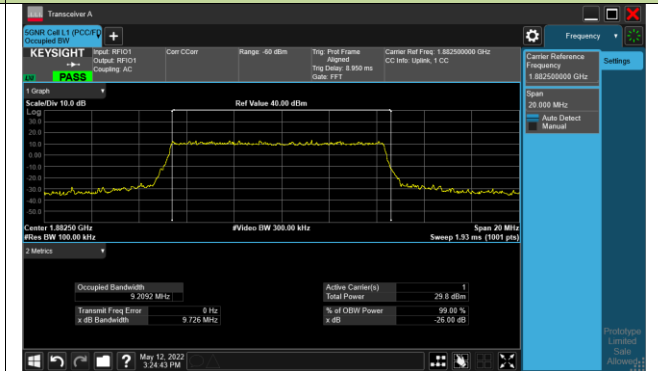 Transceiver A
5GNR Cell L1 (PCC/FD
Occupied BW
+
Frequency
KEYSIGHT
Input: RFIO1
Output: RFIO1
Coupling: AC
Corr CCorr
Range: -60 dBm
Trig: Prot Frame
Aligned
Trig Delay: 8.950 ms
Gate: FFT
Carrier Ref Freq: 1.882500000 GHz
CC Info: Uplink, 1 CC
PASS
Carrier Reference
Frequency
1.882500000 GHz
Settings
Span
20.000 MHz
Auto Detect
Manual
1 Graph
Scale/Div 10.0 dB
Ref Value 40.00 dBm
Log
30.0
20.0
10.0
0.00
-10.0
-20.0
-30.0
-40.0
-50.0
Center 1.88250 GHz
#Video BW 300.00 kHz
Span 20 MHz
#Res BW 100.00 kHz
Sweep 1.93 ms (1001 pts)
2 Metrics
Occupied Bandwidth
9.2092 MHz
Active Carrier(s) 1
Total Power 29.8 dBm
Transmit Freq Error 0 Hz
x dB Bandwidth 9.726 MHz
% of OBW Power 99.00 %
x dB -26.00 dB
May 12, 2022
3:24:43 PM
?
Prototype
Limited
Sale
Allowed